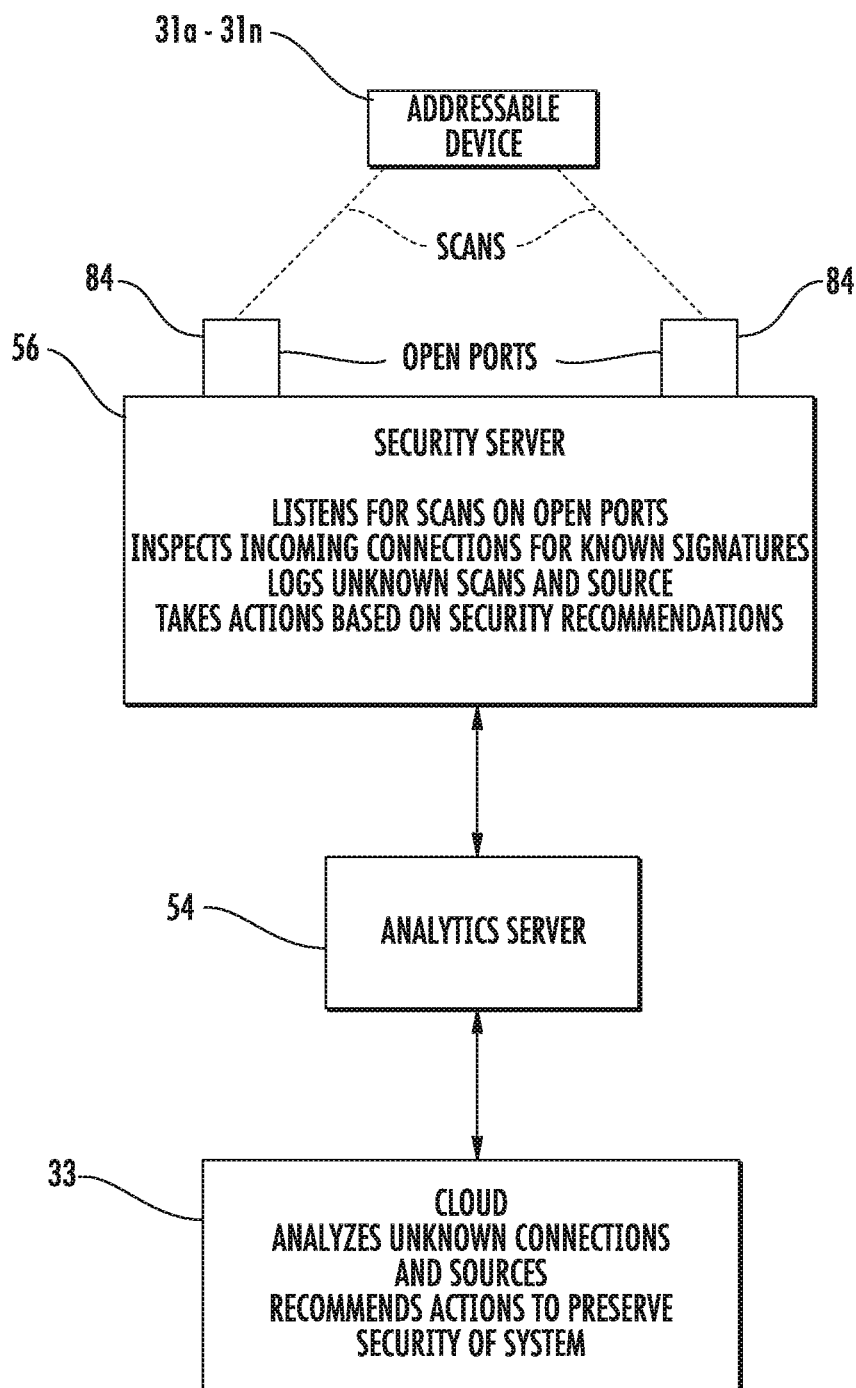 31a - 31n
ADDRESSABLE
DEVICE
SCANS
84
84
56
OPEN PORTS
SECURITY SERVER
LISTENS FOR SCANS ON OPEN PORTS
INSPECTS INCOMING CONNECTIONS FOR KNOWN SIGNATURES
LOGS UNKNOWN SCANS AND SOURCE
TAKES ACTIONS BASED ON SECURITY RECOMMENDATIONS
54
ANALYTICS SERVER
33
CLOUD
ANALYZES UNKNOWN CONNECTIONS
AND SOURCES
RECOMMENDS ACTIONS TO PRESERVE
SECURITY OF SYSTEM